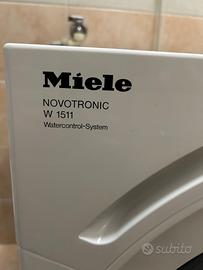 Miele
NOVOTRONIC
W 1511
Watercontrol-System
subito